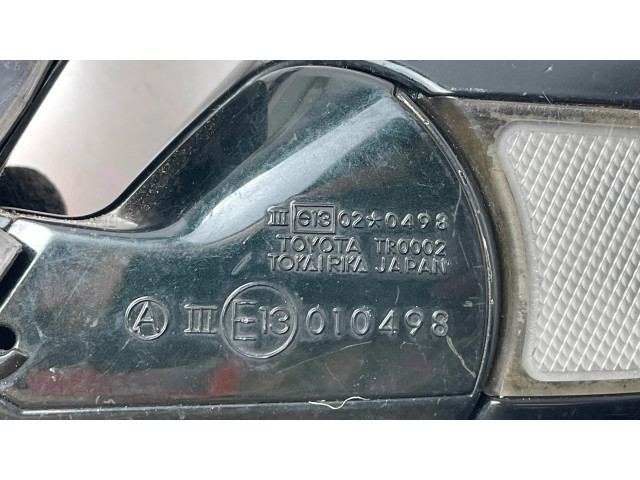 III e13 02*0498
TOYOTA TR0002
TOKAIRIKA JAPAN
A III E13 010498